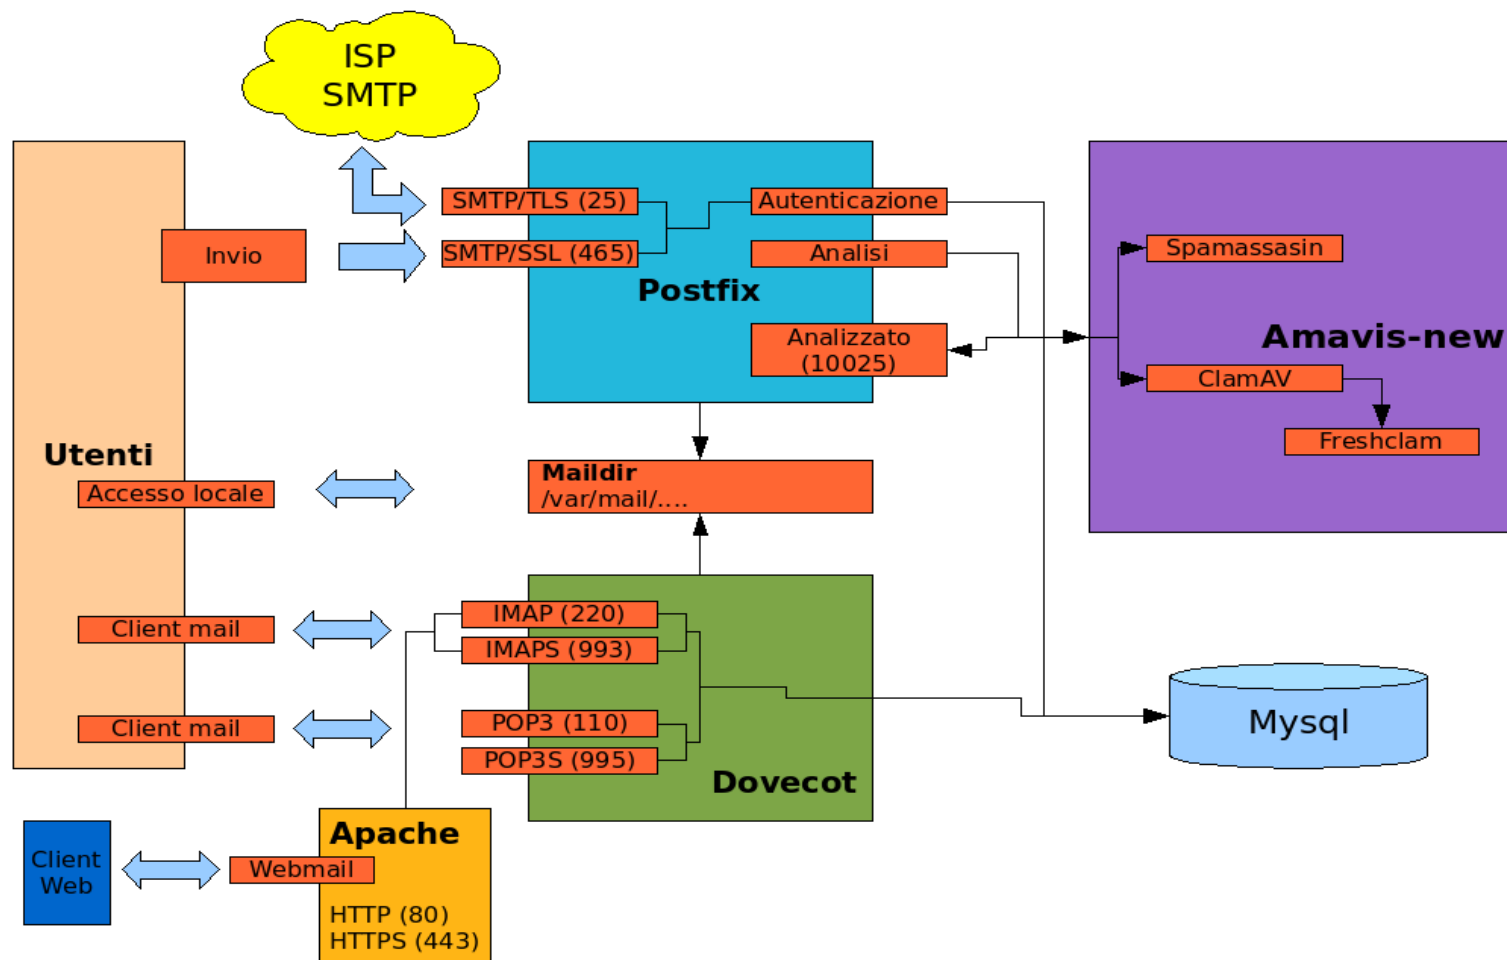 ISP
SMTP
SMTP/TLS (25)
Autenticazione
Invio
SMTP/SSL (465)
Analisi
Spamassasin
Postfix
Analizzato
(10025)
Amavis-new
ClamAV
Freshclam
Utenti
Accesso locale
Maildir
/var/mail/....
Client mail
IMAP (220)
IMAPS (993)
Client mail
POP3 (110)
POP3S (995)
Mysql
Dovecot
Apache
Client
Web
Webmail
HTTP (80)
HTTPS (443)